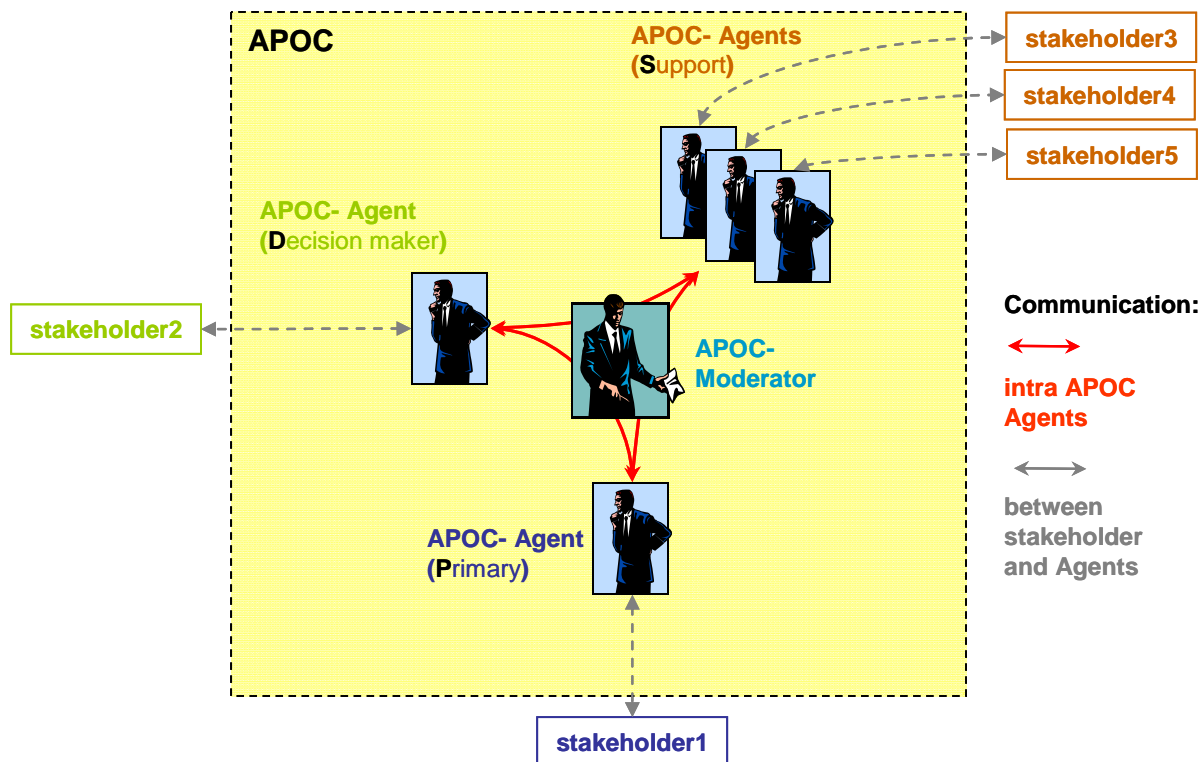 APOC
APOC- Agents
(Support)
stakeholder3
stakeholder4
stakeholder5
APOC- Agent
(Decision maker)
stakeholder2
APOC-
Moderator
Communication:
intra APOC
Agents
between
stakeholder
and Agents
APOC- Agent
(Primary)
stakeholder1